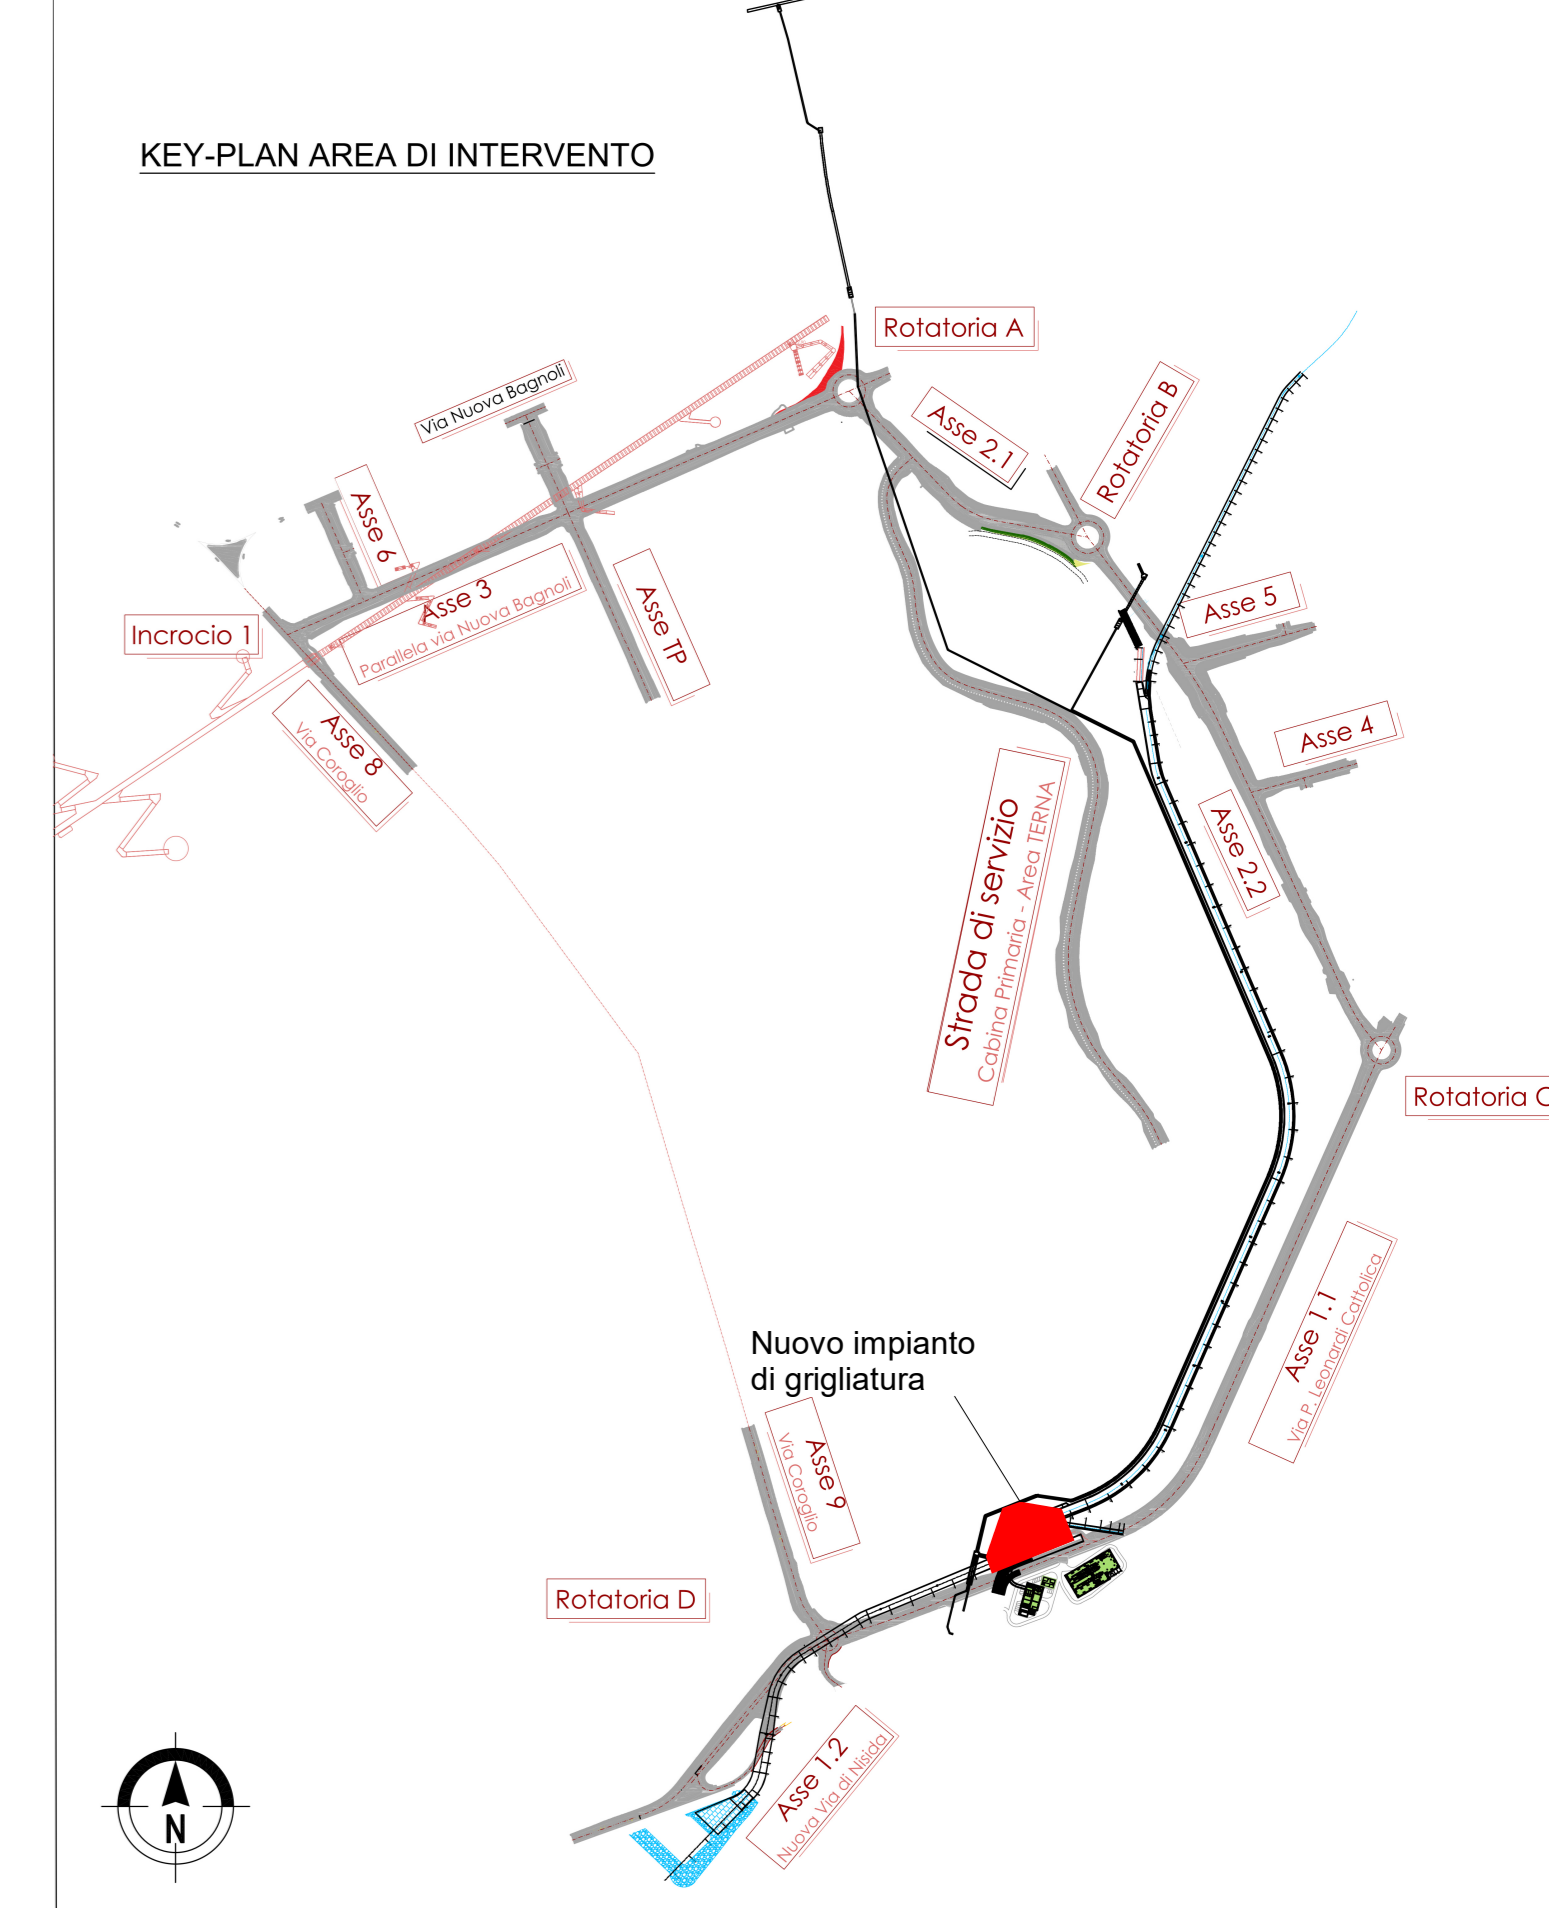 KEY-PLAN AREA DI INTERVENTO
Rotatoria A
Via Nuova Bagnoli
Asse 2.1
Rotatoria B
Asse 6
Asse 3
Parallela via Nuova Bagnoli
Asse TP
Asse 5
Incrocio 1
Asse 8
Via Coroglio
Asse 4
Strada di servizio
Cabina Primaria - Area TERNA
Asse 2.2
Rotatoria C
Asse 1.1
Via P. Leonardi Cattolica
Nuovo impianto
di grigliatura
Asse 9
Via Coroglio
Rotatoria D
Asse 1.2
Nuova Via di Nisida
N